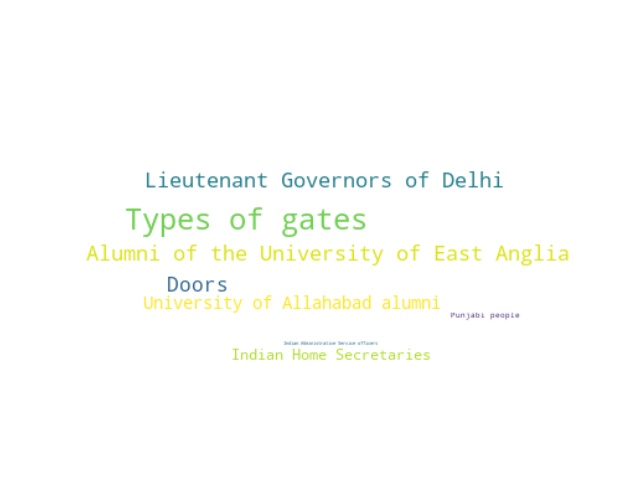 Lieutenant Governors of Delhi
Types of gates
Alumni of the University of East Anglia
Doors
University of Allahabad alumni
Punjabi people
Indian Administrative Service officers
Indian Home Secretaries